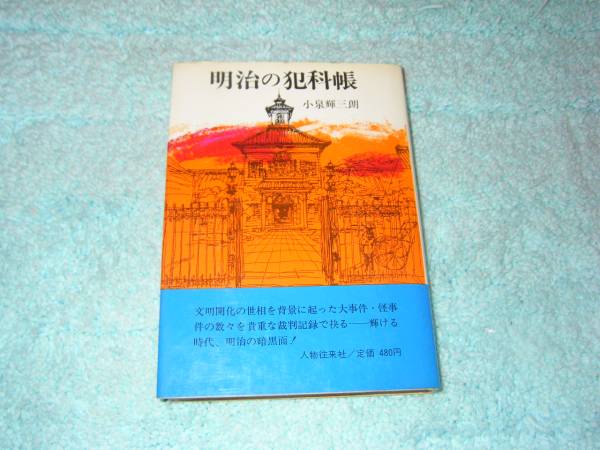 明治の犯科帳
小泉輝三朗
文明開化の世相を背景に起った大事件・怪事
件の数々を貴重な裁判記録で抉る──輝ける
時代、明治の暗黒面!
人物往来社/定価 480円